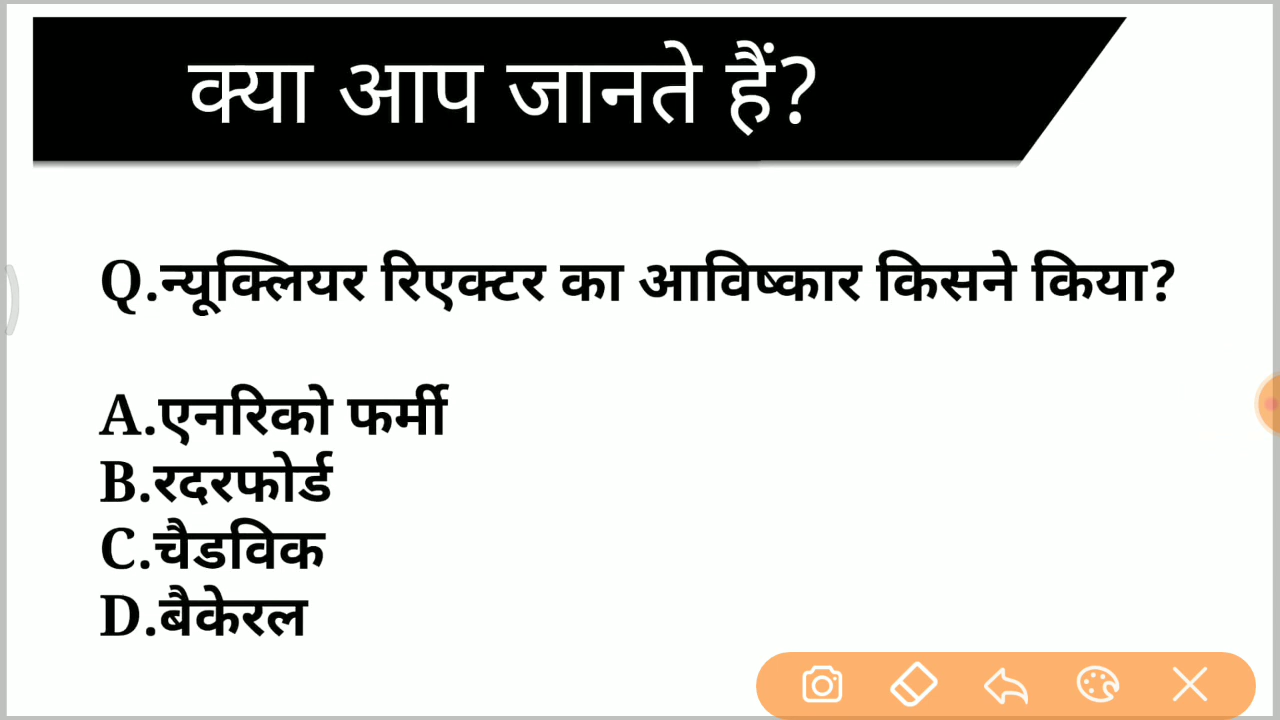 क्या आप जानते हैं?
Q.न्यूक्लियर रिएक्टर का आविष्कार किसने किया?
A.एनरिको फर्मी
B.रदरफोर्ड
C.चैडविक
D.बैकेरल